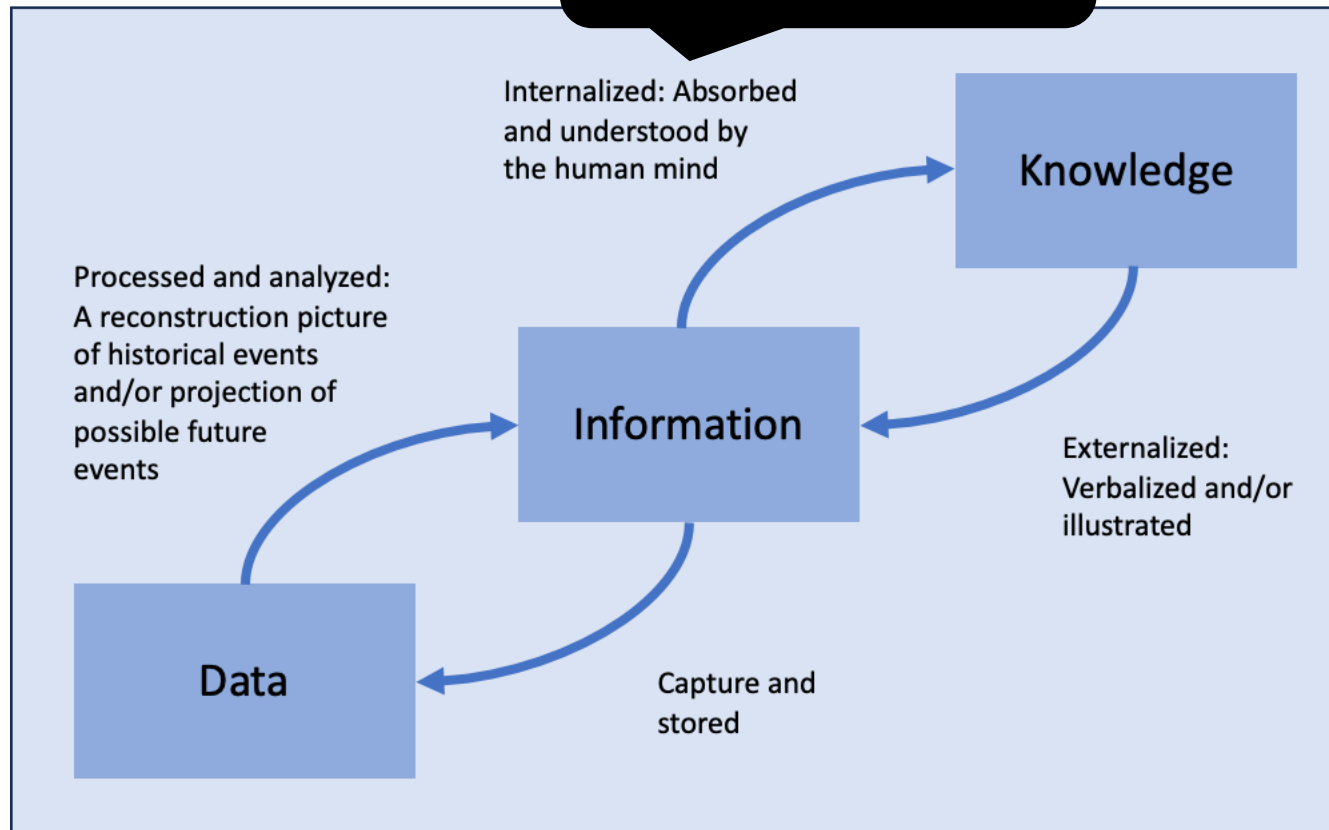 Internalized: Absorbed
and understood by
the human mind
Knowledge
Processed and analyzed:
A reconstruction picture
of historical events
and/or projection of
possible future
events
Information
Externalized:
Verbalized and/or
illustrated
Data
Capture and
stored